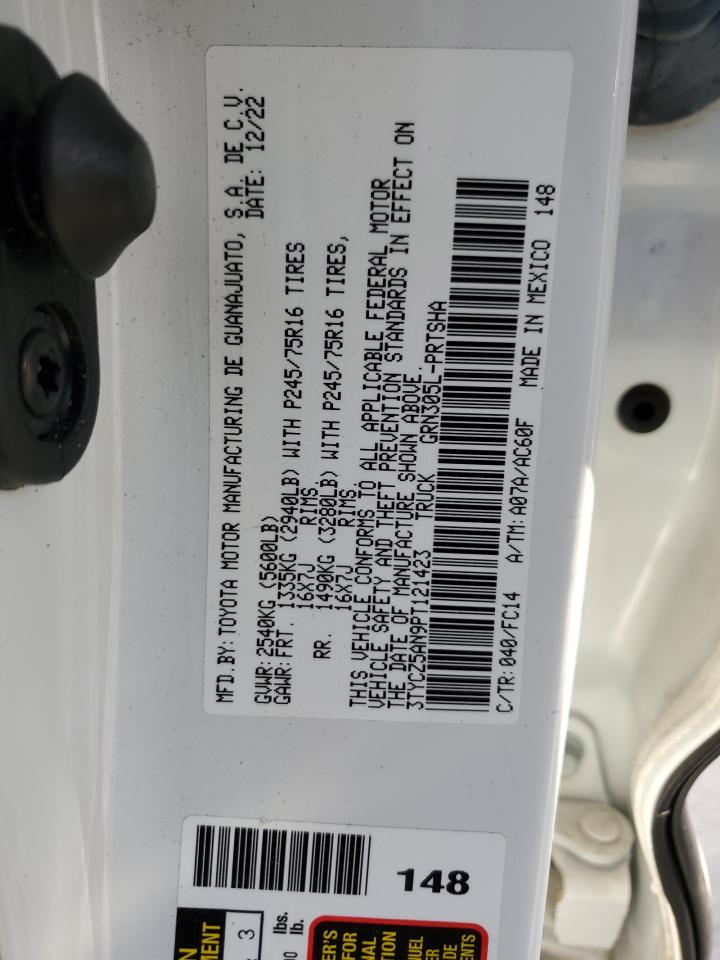 MFD.BY:TOYOTA MOTOR MANUFACTURING DE GUANAJUATO, S.A. DE C.V.
DATE: 12/22
GVWR:2540KG (5600LB)
GAWR:FRT. 1335KG (2940LB) WITH P245/75R16 TIRES
16X7J RIMS.
RR. 1490KG (3280LB) WITH P245/75R16 TIRES,
16X7J RIMS.
THIS VEHICLE CONFORMS TO ALL APPLICABLE FEDERAL MOTOR
VEHICLE SAFETY AND THEFT PREVENTION STANDARDS IN EFFECT ON
THE DATE OF MANUFACTURE SHOWN ABOVE.
3TYCZ5AN9PT121423 TRUCK GRN305L-PRTSHA
C/TR:040/FC14 A/TM:A07A/AC60F MADE IN MEXICO 148
148
3
lbs.
lb.